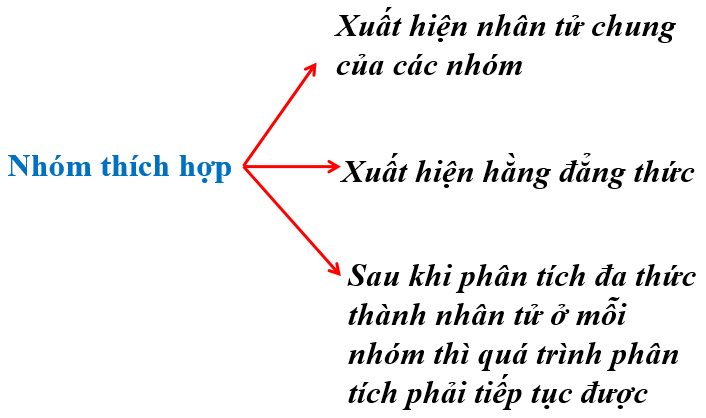 Xuất hiện nhân tử chung
của các nhóm
Nhóm thích hợp
Xuất hiện hằng đẳng thức
Sau khi phân tích đa thức
thành nhân tử ở mỗi
nhóm thì quá trình phân
tích phải tiếp tục được